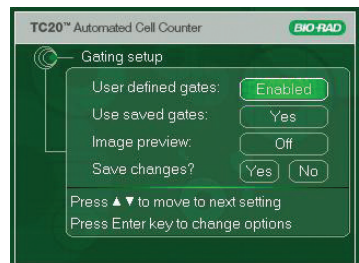 TC20™ Automated Cell Counter BIO-RAD
Gating setup
User defined gates: Enabled
Use saved gates: Yes
Image preview: Off
Save changes? Yes No
Press ▲▼ to move to next setting
Press Enter key to change options